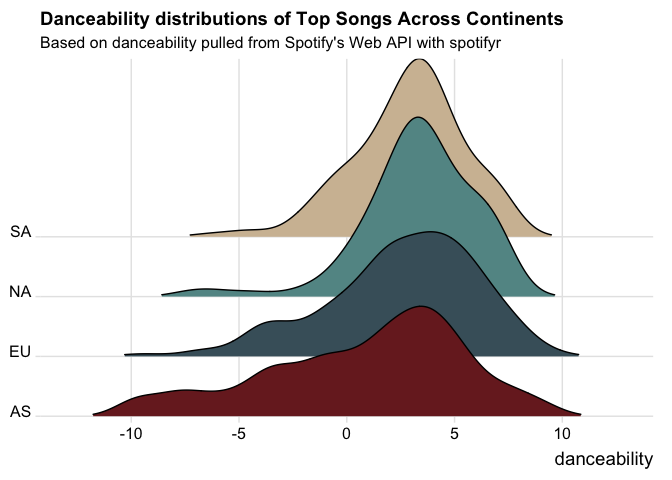 Danceability distributions of Top Songs Across Continents
Based on danceability pulled from Spotify's Web API with spotifyr
SA
NA
EU
AS
-10 -5 0 5 10
danceability